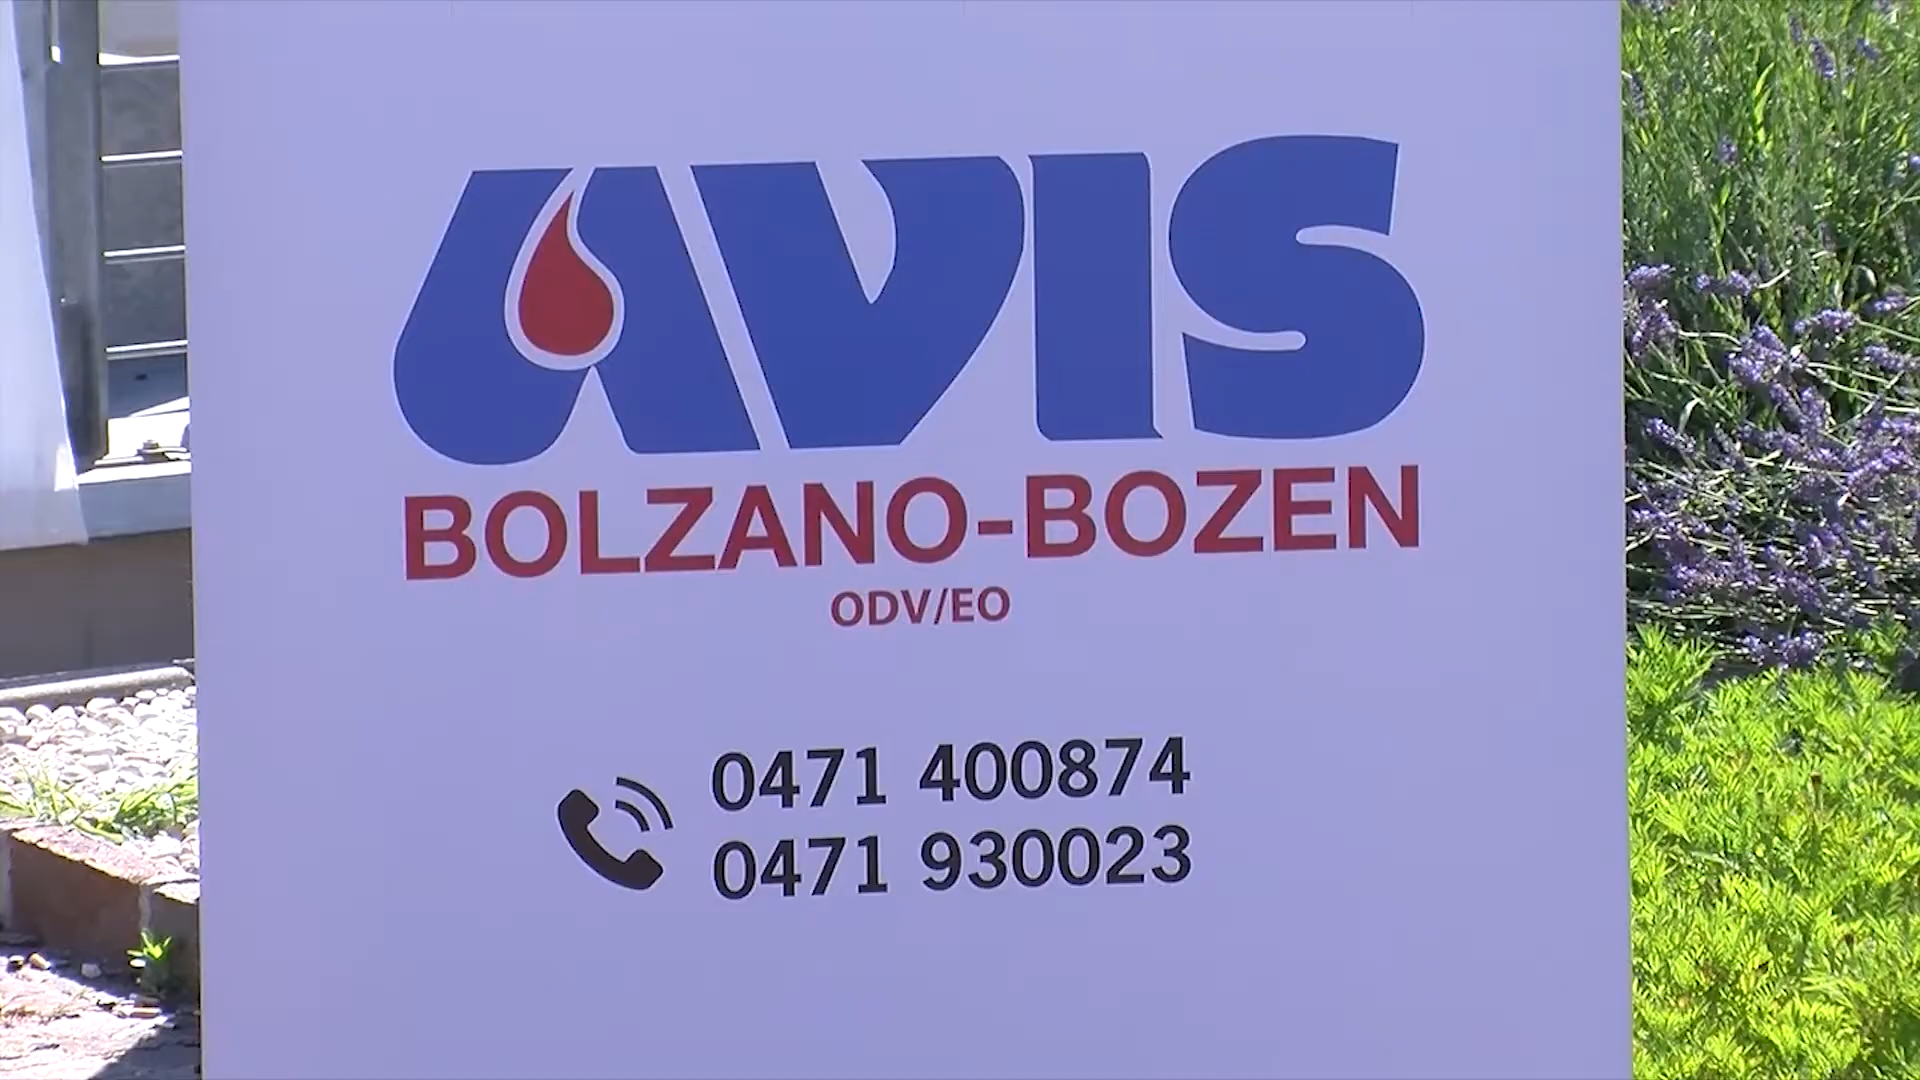 AVIS
BOLZANO-BOZEN
ODV/EO
0471 400874
0471 930023